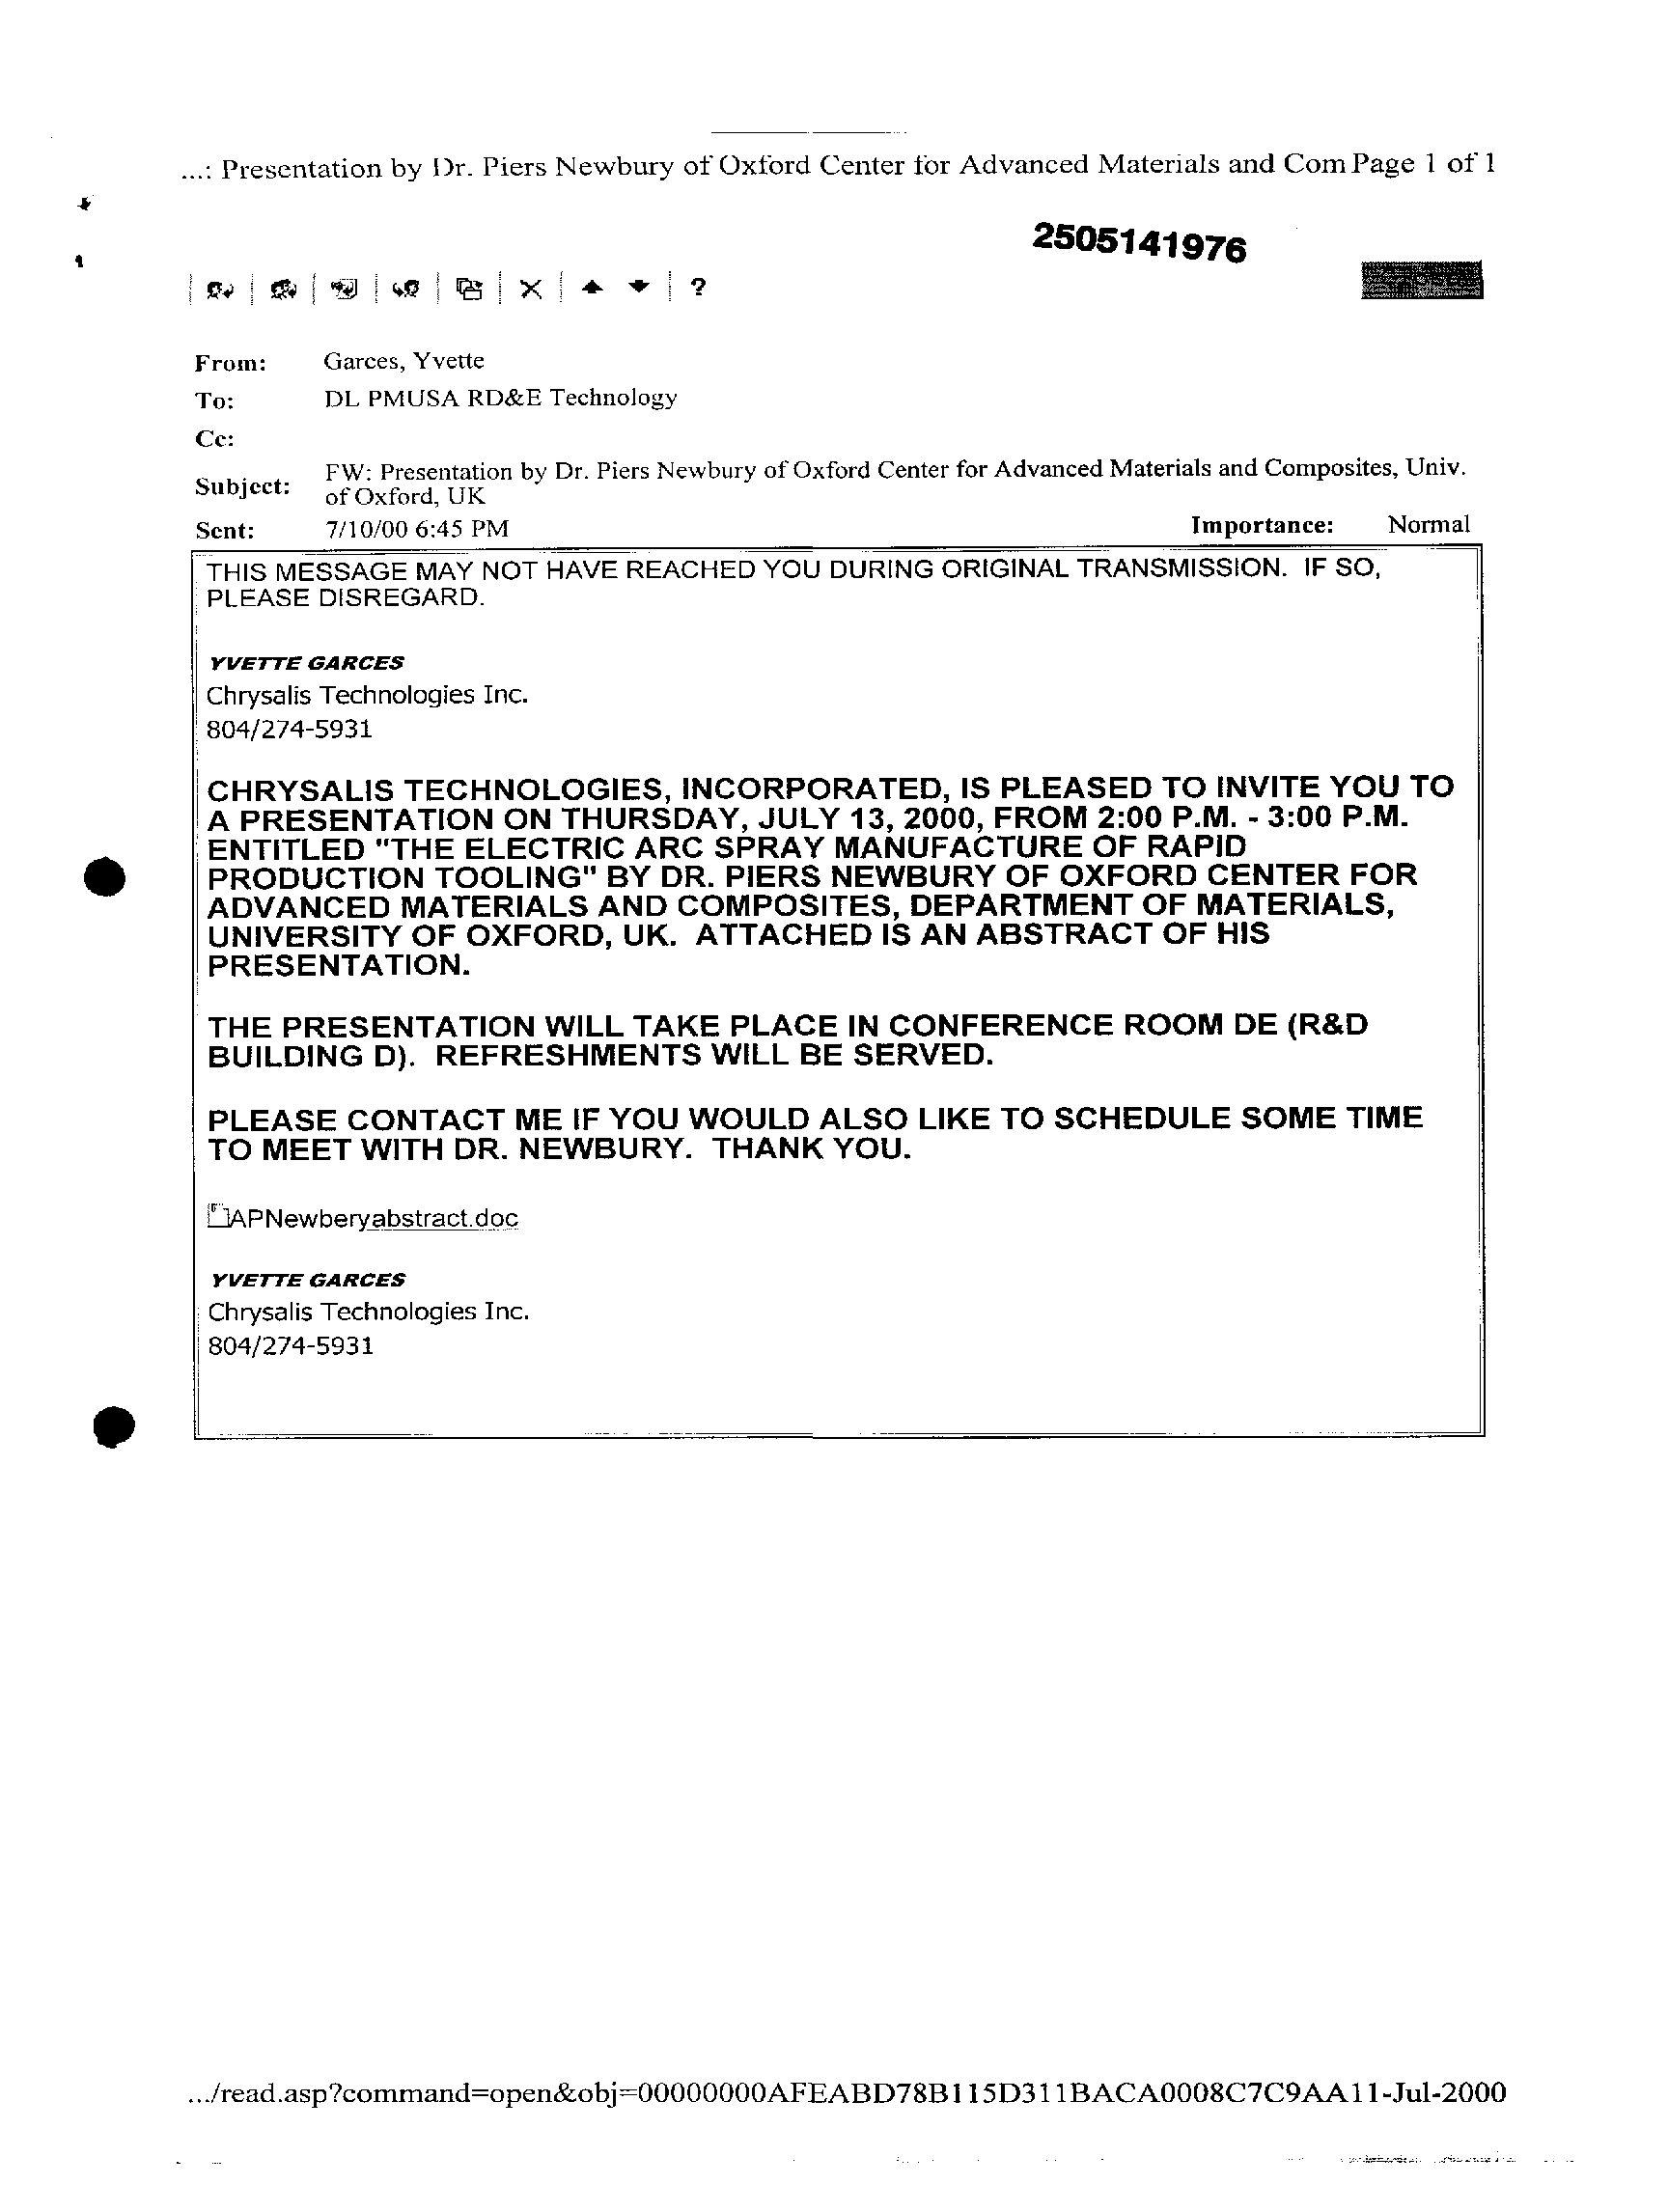 ...: Presentation by Dr. Piers Newbury of Oxford Center for Advanced Materials and Com Page 1 of 1
2505141976
?
From: Garces, Yvette
To: DL PMUSA RD&E Technology
Cc:
Subject: FW: Presentation by Dr. Piers Newbury of Oxford Center for Advanced Materials and Composites, Univ.
of Oxford, UK
Sent: 7/10/00 6:45 PM Importance: Normal
THIS MESSAGE MAY NOT HAVE REACHED YOU DURING ORIGINAL TRANSMISSION. IF SO,
PLEASE DISREGARD.
YVETTE GARCES
Chrysalis Technologies Inc.
804/274-5931
CHRYSALIS TECHNOLOGIES, INCORPORATED, IS PLEASED TO INVITE YOU TO
A PRESENTATION ON THURSDAY, JULY 13, 2000, FROM 2:00 P.M. - 3:00 P.M.
ENTITLED "THE ELECTRIC ARC SPRAY MANUFACTURE OF RAPID
PRODUCTION TOOLING" BY DR. PIERS NEWBURY OF OXFORD CENTER FOR
ADVANCED MATERIALS AND COMPOSITES, DEPARTMENT OF MATERIALS,
UNIVERSITY OF OXFORD, UK. ATTACHED IS AN ABSTRACT OF HIS
PRESENTATION.
THE PRESENTATION WILL TAKE PLACE IN CONFERENCE ROOM DE (R&D
BUILDING D). REFRESHMENTS WILL BE SERVED.
PLEASE CONTACT ME IF YOU WOULD ALSO LIKE TO SCHEDULE SOME TIME
TO MEET WITH DR. NEWBURY. THANK YOU.
APNewberyabstract.doc
YVETTE GARCES
Chrysalis Technologies Inc.
804/274-5931
.../read.asp?command=open&obj=00000000AFEABD78B115D311BACA0008C7C9AA11-Jul-2000